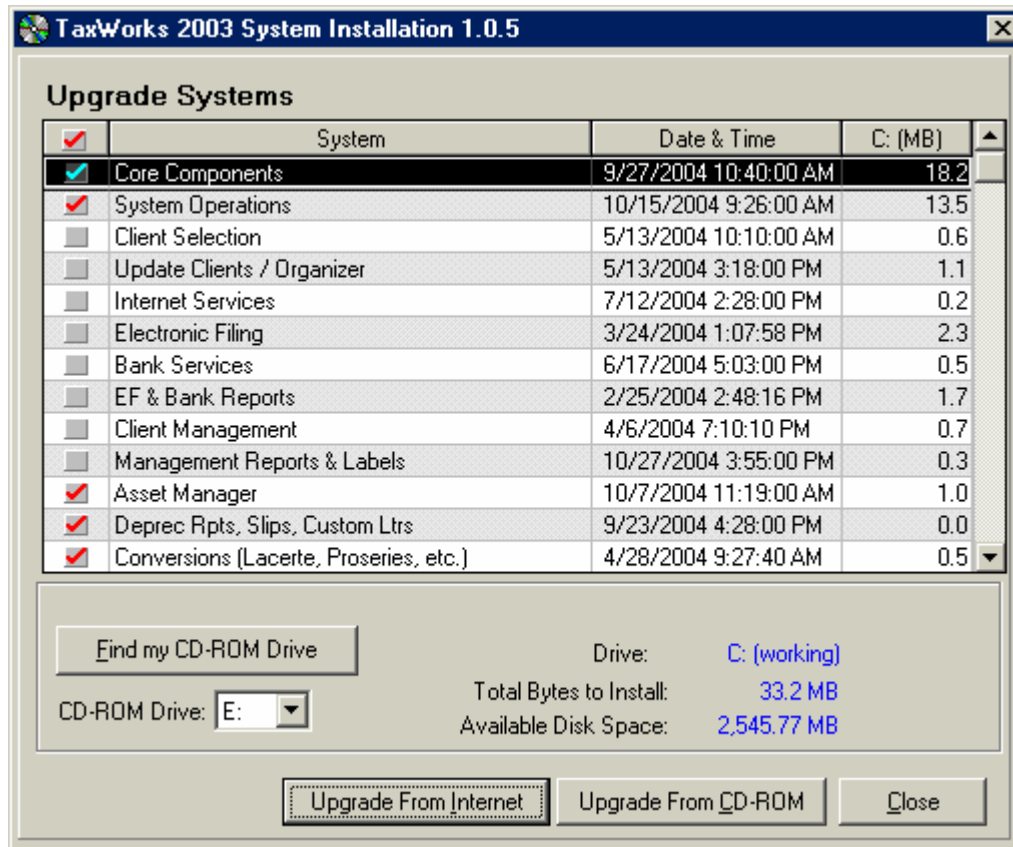 TaxWorks 2003 System Installation 1.0.5
Upgrade Systems
System Date & Time C: (MB)
Core Components 9/27/2004 10:40:00 AM 18.2
System Operations 10/15/2004 9:26:00 AM 13.5
Client Selection 5/13/2004 10:10:00 AM 0.6
Update Clients / Organizer 5/13/2004 3:18:00 PM 1.1
Internet Services 7/12/2004 2:28:00 PM 0.2
Electronic Filing 3/24/2004 1:07:58 PM 2.3
Bank Services 6/17/2004 5:03:00 PM 0.5
EF & Bank Reports 2/25/2004 2:48:16 PM 1.7
Client Management 4/6/2004 7:10:10 PM 0.7
Management Reports & Labels 10/27/2004 3:55:00 PM 0.3
Asset Manager 10/7/2004 11:19:00 AM 1.0
Deprec Rpts, Slips, Custom Ltrs 9/23/2004 4:28:00 PM 0.0
Conversions (Lacerte, Proseries, etc.) 4/28/2004 9:27:40 AM 0.5
Find my CD-ROM Drive
CD-ROM Drive: E:
Drive: C: (working)
Total Bytes to Install: 33.2 MB
Available Disk Space: 2,545.77 MB
Upgrade From Internet Upgrade From CD-ROM Close